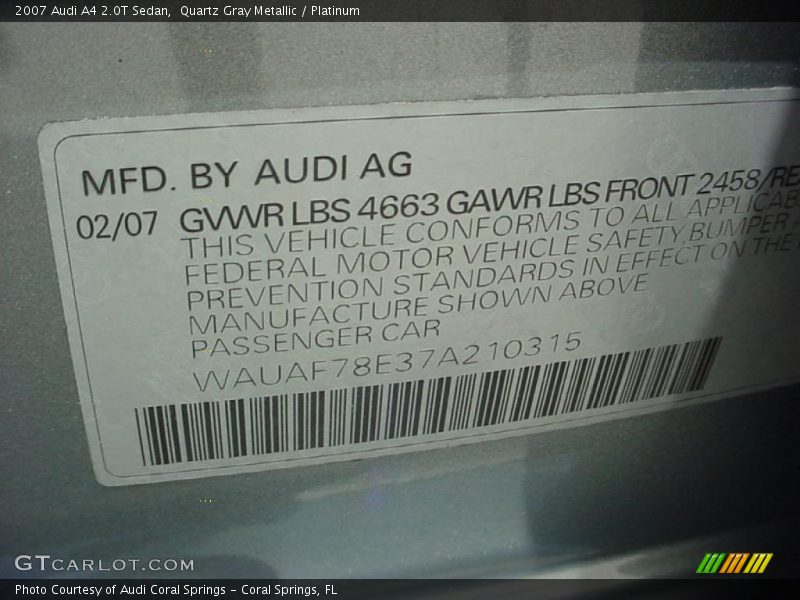 2007 Audi A4 2.0T Sedan,  Quartz Gray Metallic / Platinum
MFD. BY AUDI AG
02/07 GVWR LBS 4663 GAWR LBS FRONT 2458/RE
THIS VEHICLE CONFORMS TO ALL APPLICAB
FEDERAL MOTOR VEHICLE SAFETY,BUMPER
PREVENTION STANDARDS IN EFFECT ON THE
MANUFACTURE SHOWN ABOVE
PASSENGER CAR
WAUAF78E37A210315
GTCARLOT.COM
Photo Courtesy of Audi Coral Springs - Coral Springs, FL